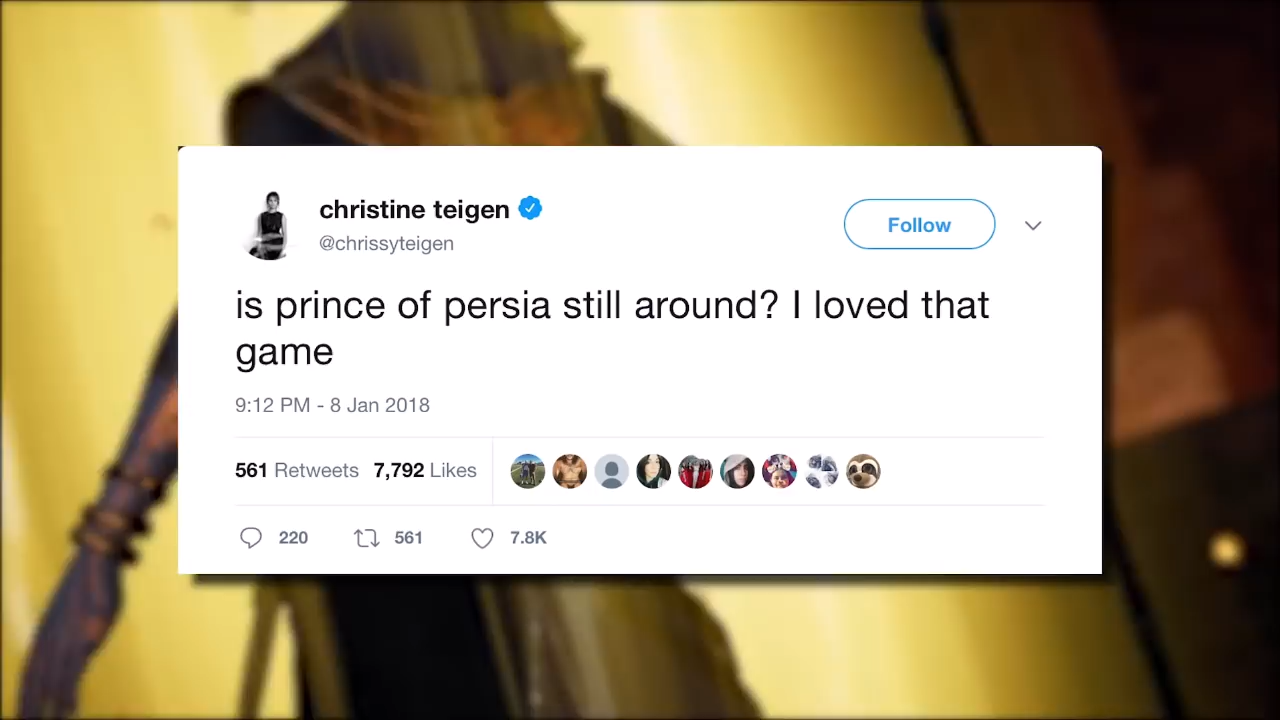 christine teigen
@chrissyteigen
Follow
is prince of persia still around? I loved that
game
9:12 PM - 8 Jan 2018
561 Retweets 7,792 Likes
220 561 7.8K